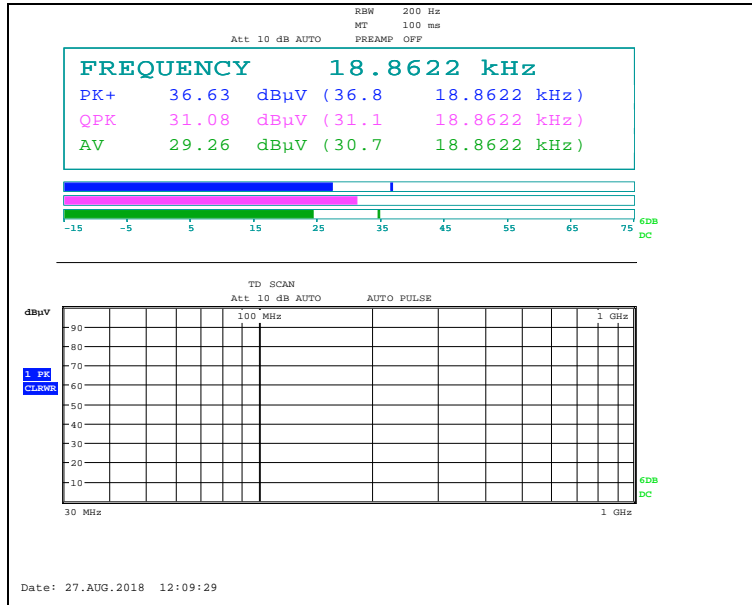 RBW 200 Hz
MT 100 ms
Att 10 dB AUTO PREAMP OFF
FREQUENCY 18.8622 kHz
PK+ 36.63 dBµV (36.8 18.8622 kHz)
QPK 31.08 dBµV (31.1 18.8622 kHz)
AV 29.26 dBµV (30.7 18.8622 kHz)
6DB
-15 -5 5 15 25 35 45 55 65 75
DC
TD SCAN
Att 10 dB AUTO AUTO PULSE
dBµV
100 MHz 1 GHz
90
80
70
1 PK
60
CLRWR
50
40
30
20
10
6DB
DC
30 MHz 1 GHz
Date: 27.AUG.2018 12:09:29